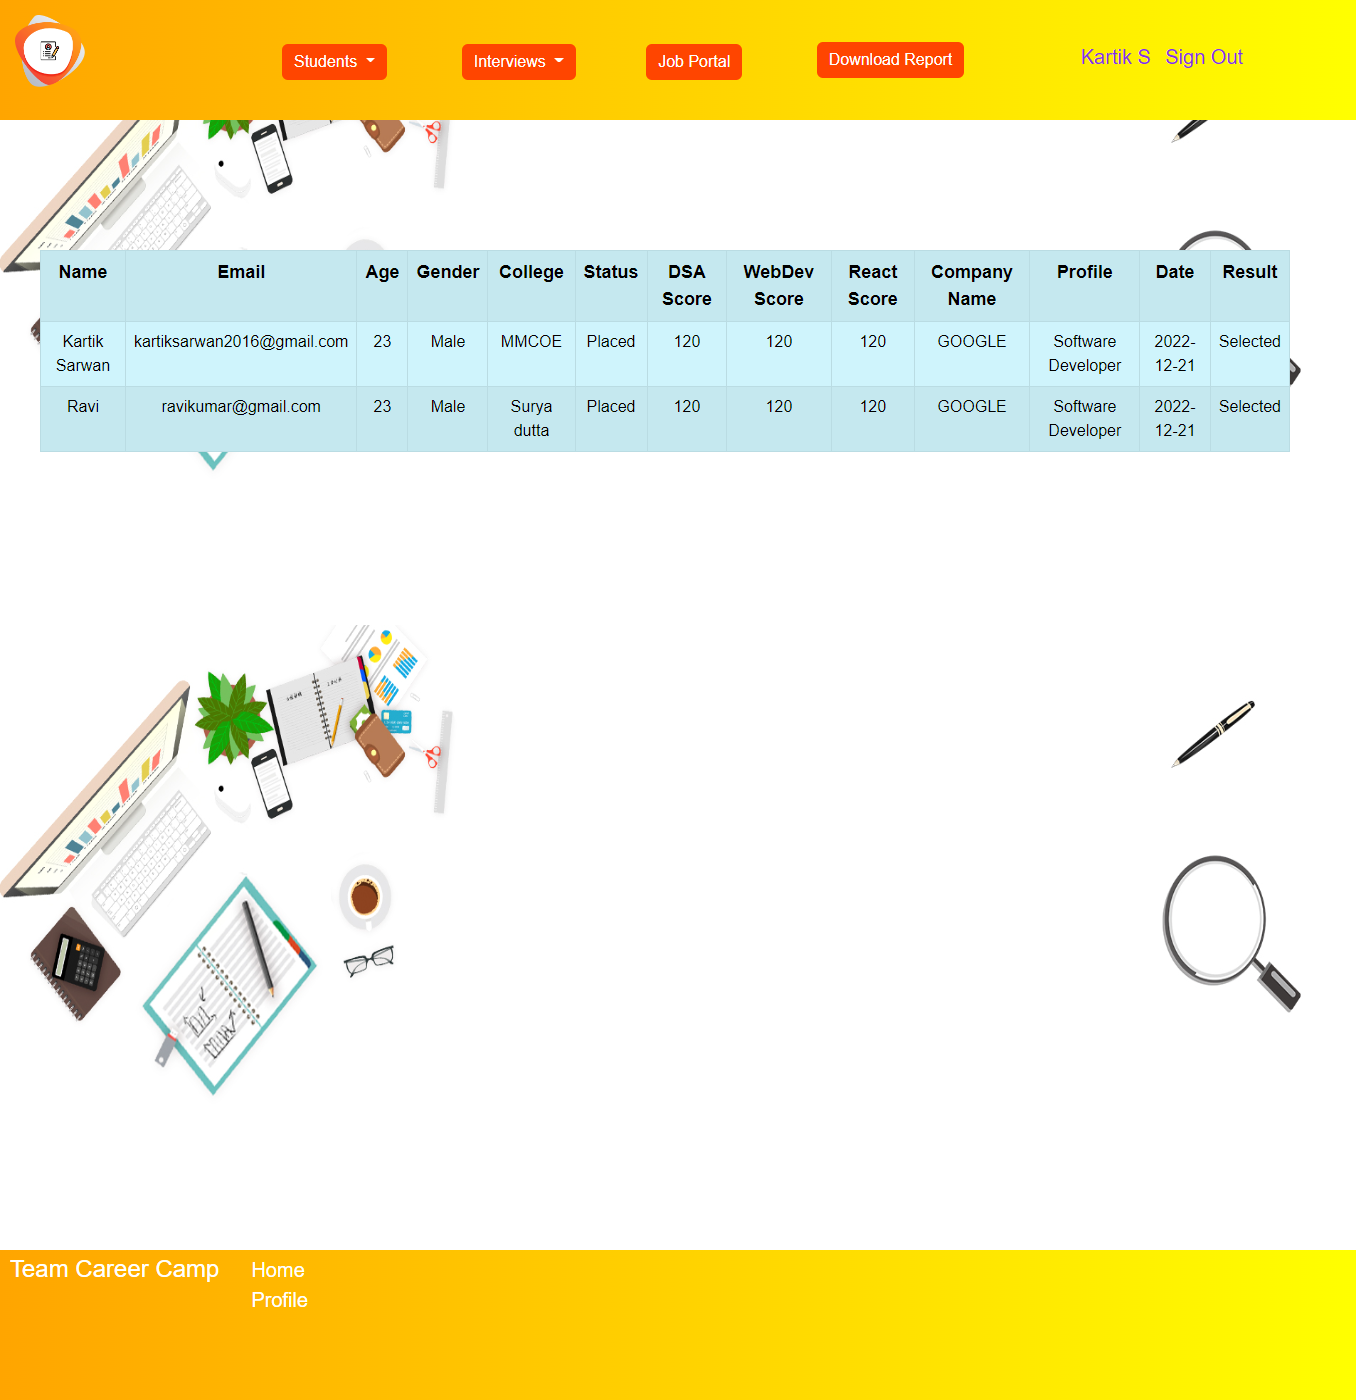 Students Interviews Job Portal Download Report Kartik S Sign Out
Name Email Age Gender College Status DSA Score WebDev Score React Score Company Name Profile Date Result
Kartik Sarwan kartiksarwan2016@gmail.com 23 Male MMCOE Placed 120 120 120 GOOGLE Software Developer 2022-12-21 Selected
Ravi ravikumar@gmail.com 23 Male Surya dutta Placed 120 120 120 GOOGLE Software Developer 2022-12-21 Selected
Team Career Camp Home
Profile